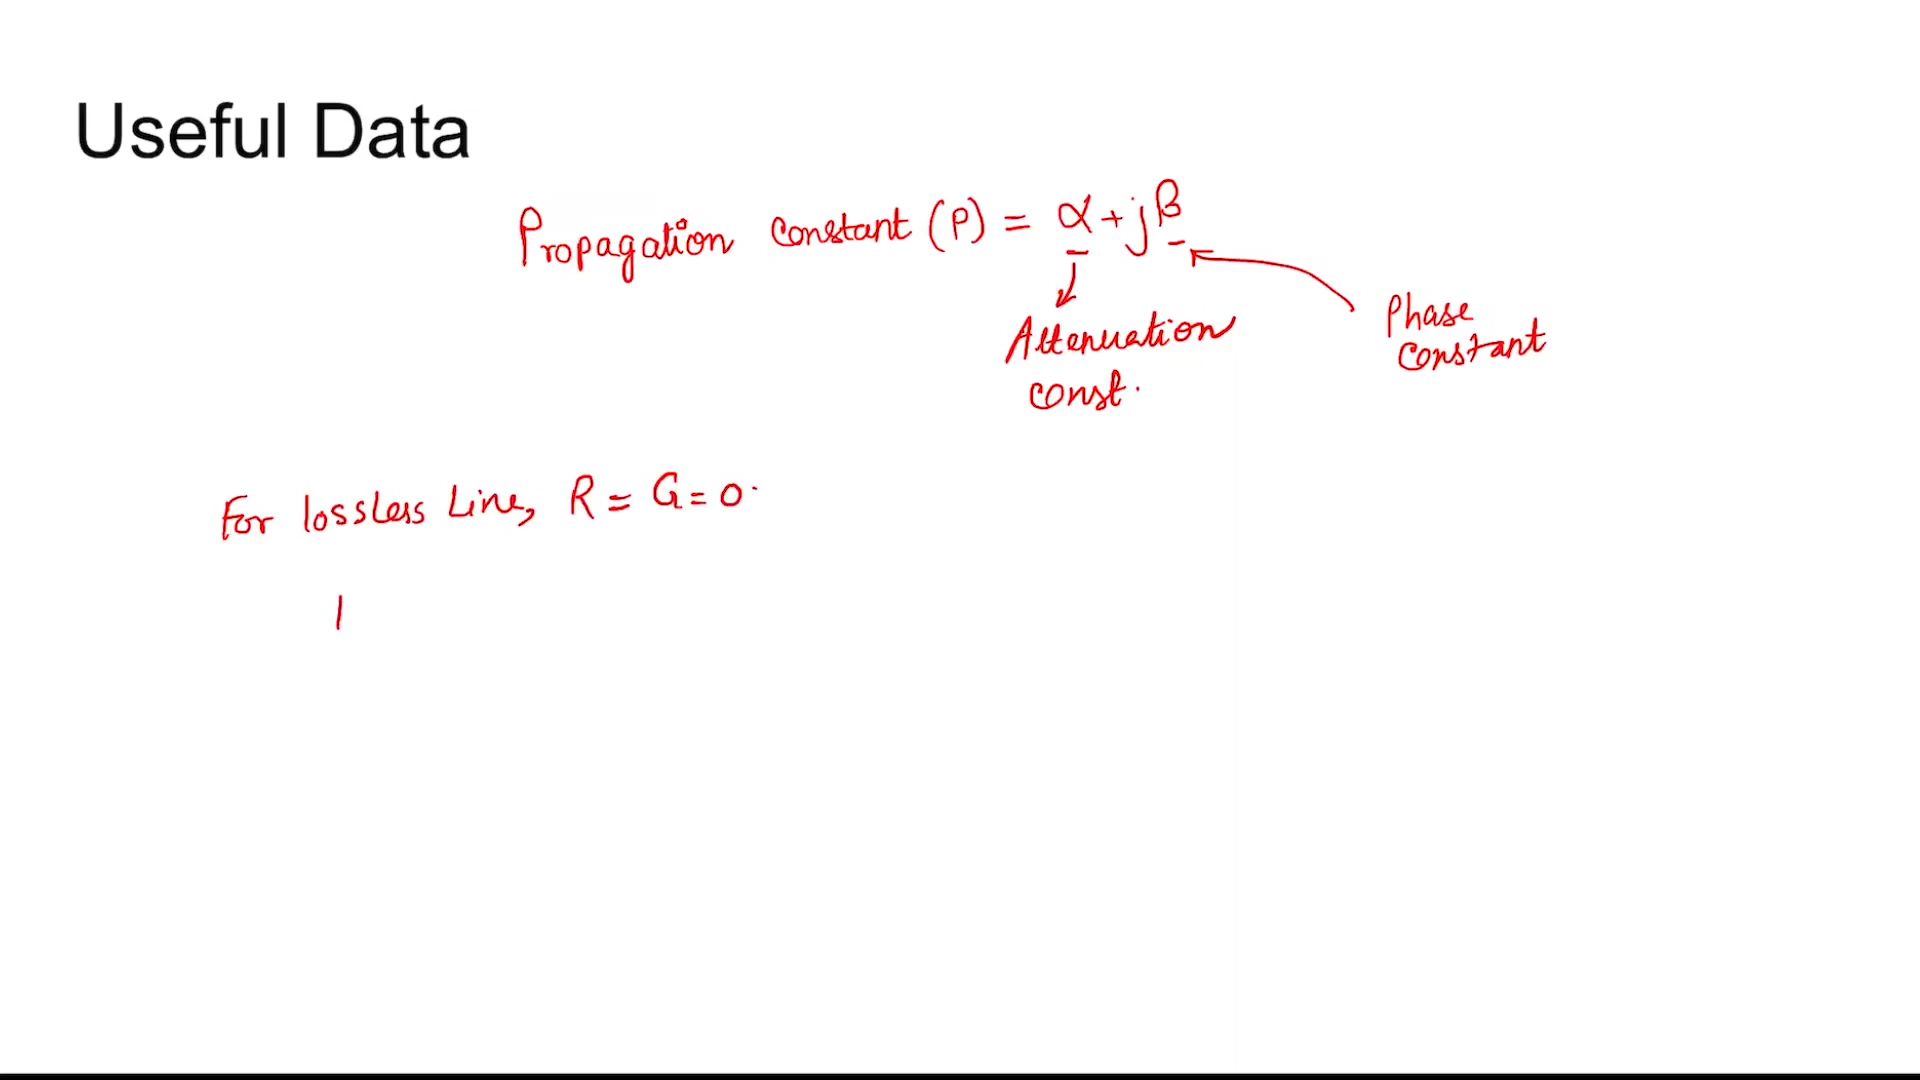 Useful Data
Propagation constant (P) = α + jβ
Attenuation
const.
Phase
constant
For lossless Line, R = G = 0.